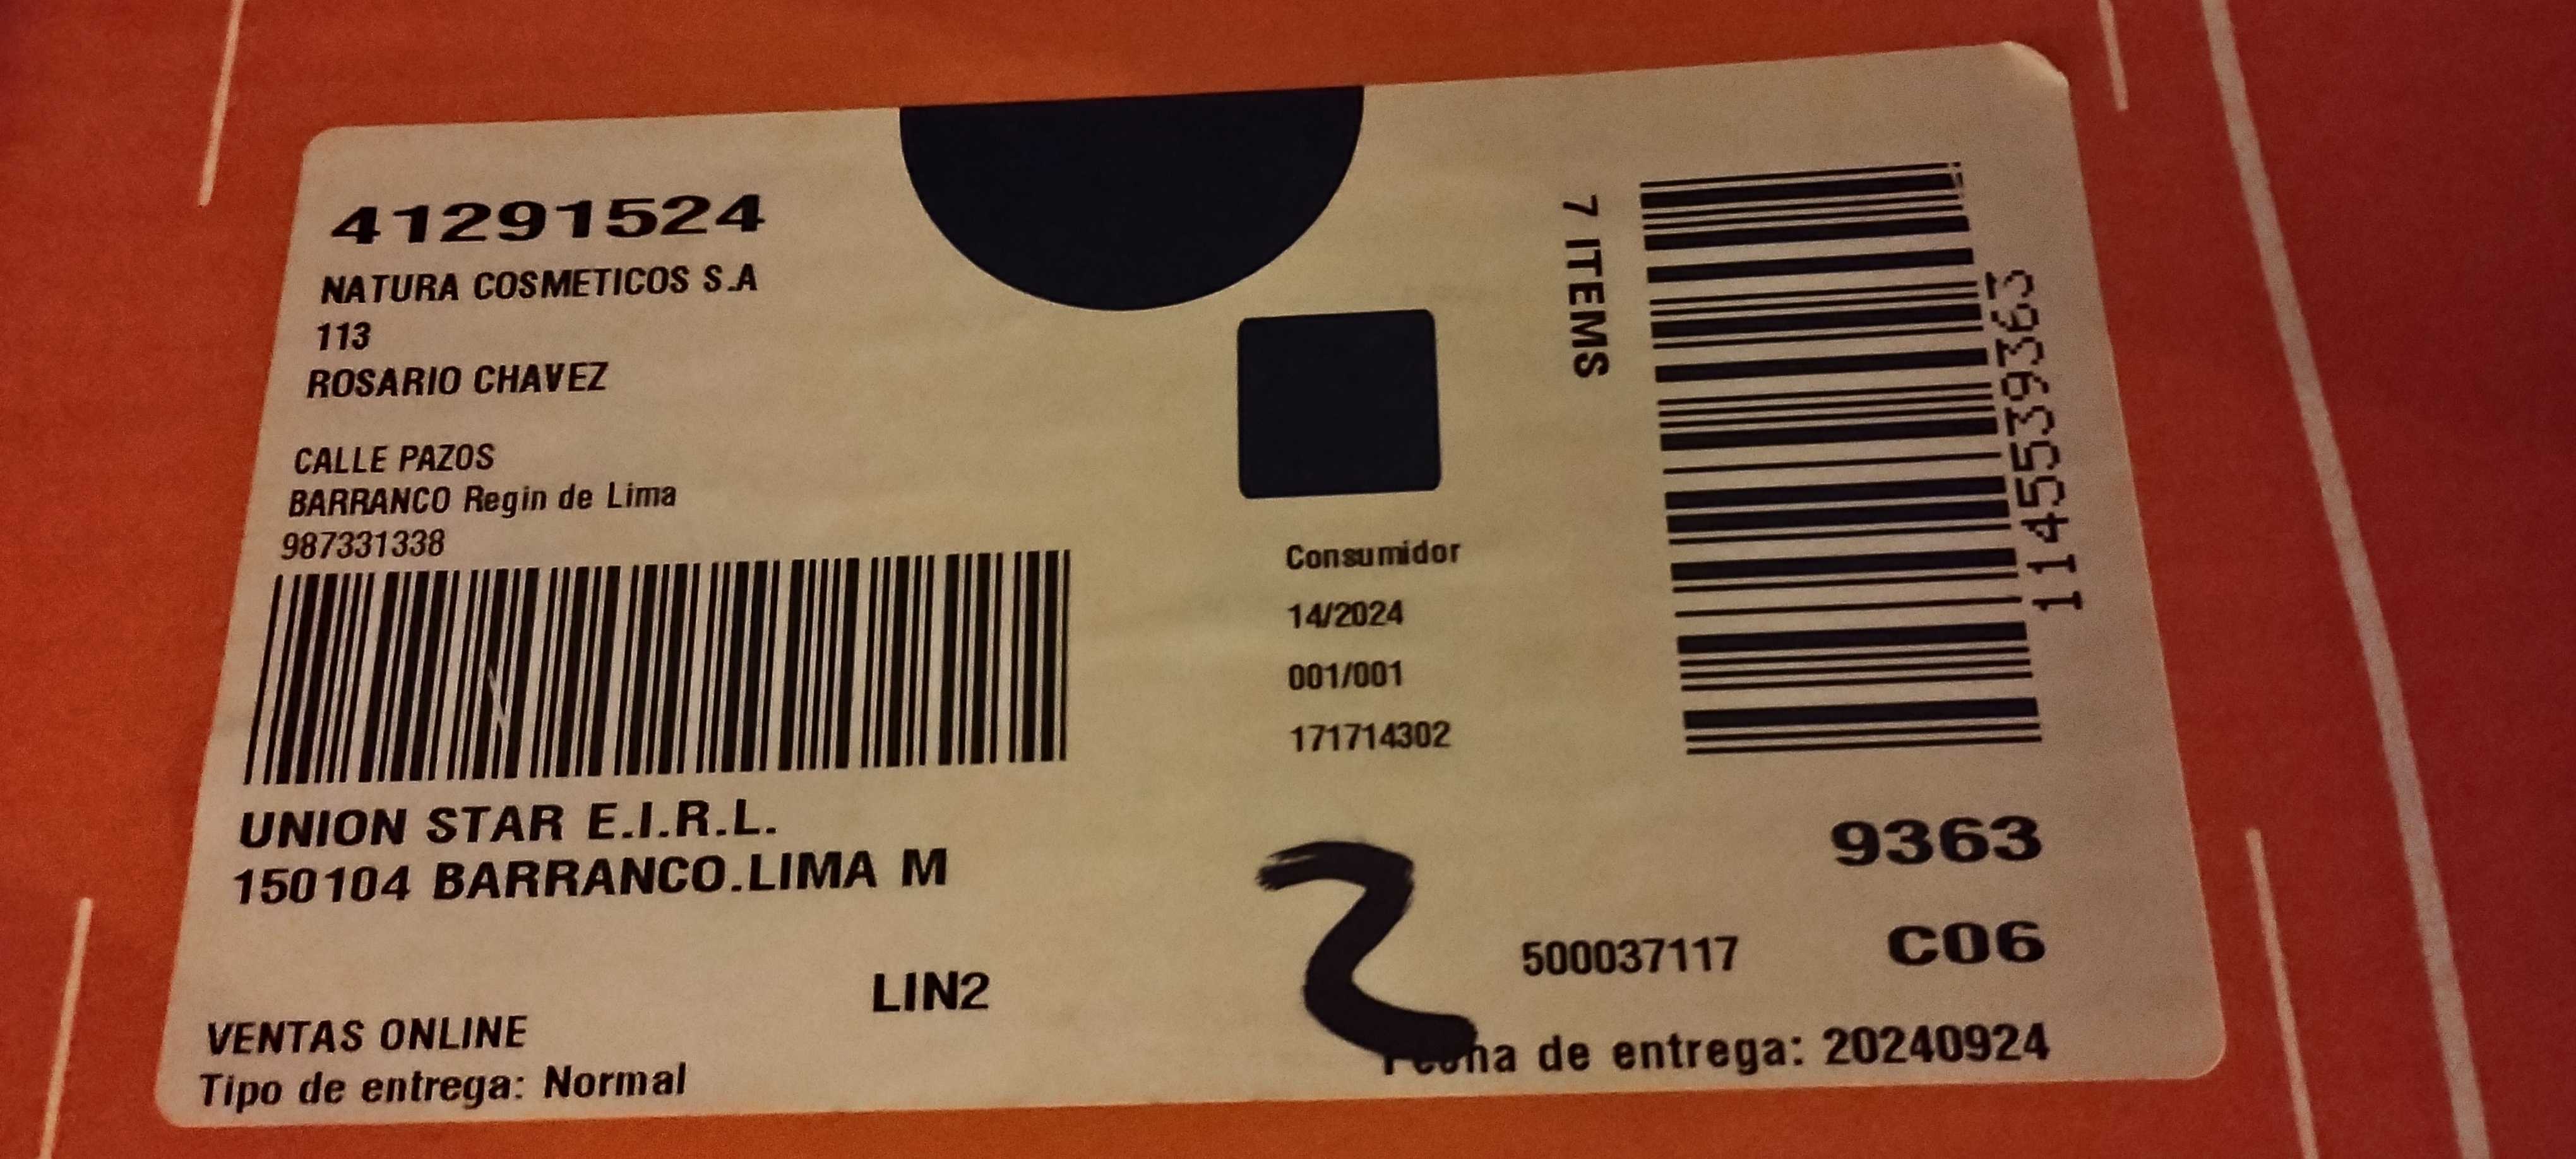 41291524
NATURA COSMETICOS S.A
113
ROSARIO CHAVEZ
CALLE PAZOS
BARRANCO Regin de Lima
987331338
UNION STAR E.I.R.L.
150104 BARRANCO.LIMA M
LIN2
VENTAS ONLINE
Tipo de entrega: Normal
Consumidor
14/2024
001/001
171714302
7 ITEMS
1145539363
9363
2
500037117 C06
Fecha de entrega: 20240924